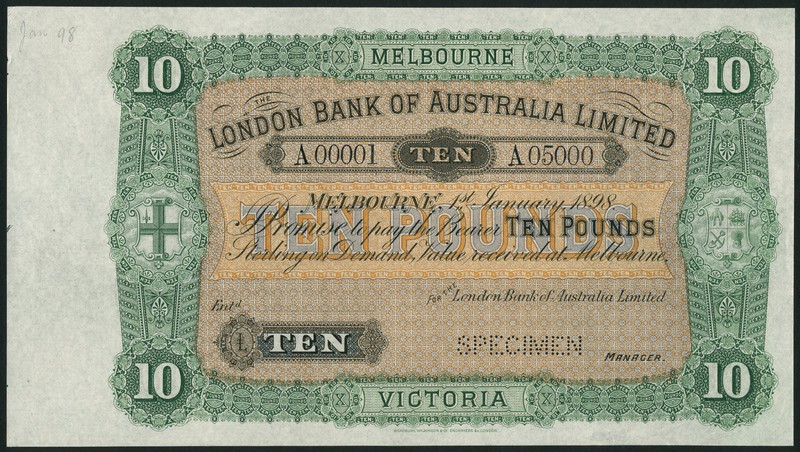 Jan 98
10 MELBOURNE 10
X X
THE
LONDON BANK OF AUSTRALIA LIMITED
A 00001 TEN A 05000
MELBOURNE, 1st January, 1898
TEN POUNDS
Promise to pay the Bearer TEN POUNDS
Sterling on Demand, Value received at Melbourne.
FOR THE London Bank of Australia Limited
Entd
£ TEN
SPECIMEN
MANAGER.
10 VICTORIA 10
X X